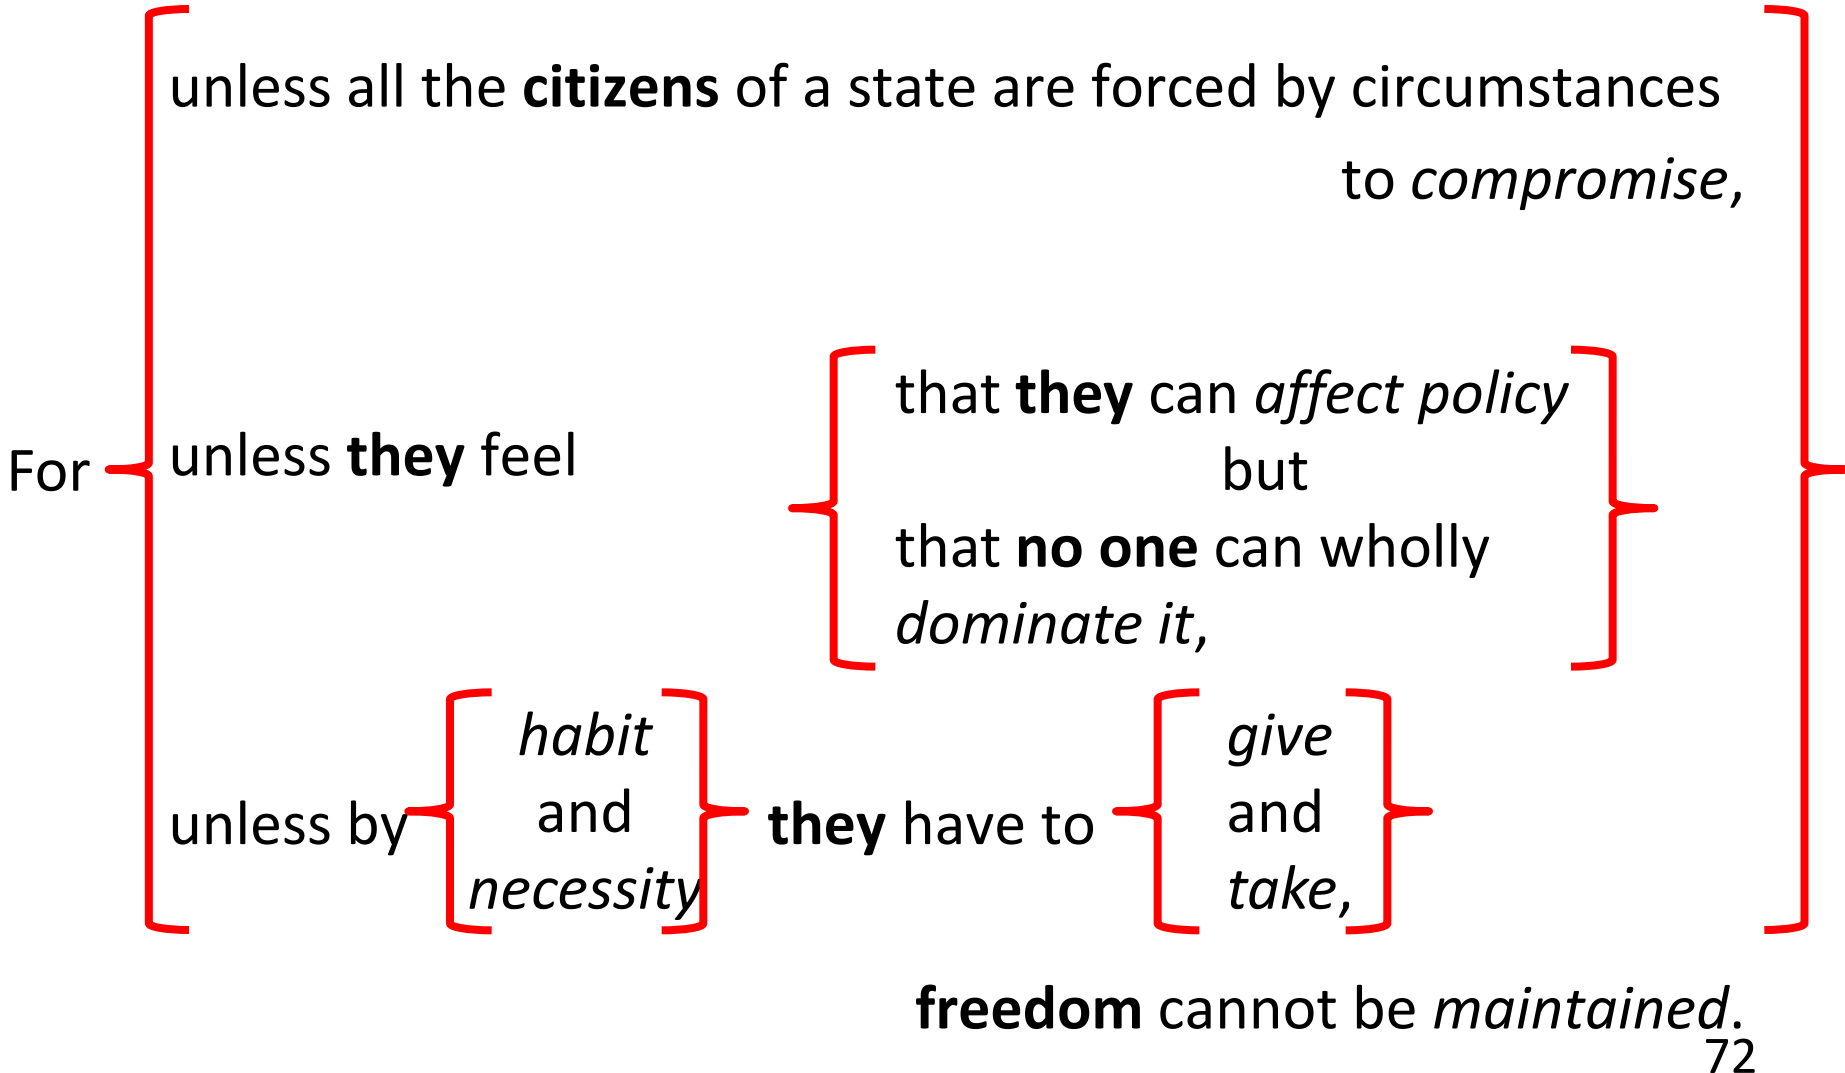 unless all the citizens of a state are forced by circumstances
to compromise,
For
unless they feel
that they can affect policy
but
that no one can wholly
dominate it,
unless by
habit
and
necessity
they have to
give
and
take,
freedom cannot be maintained.
72